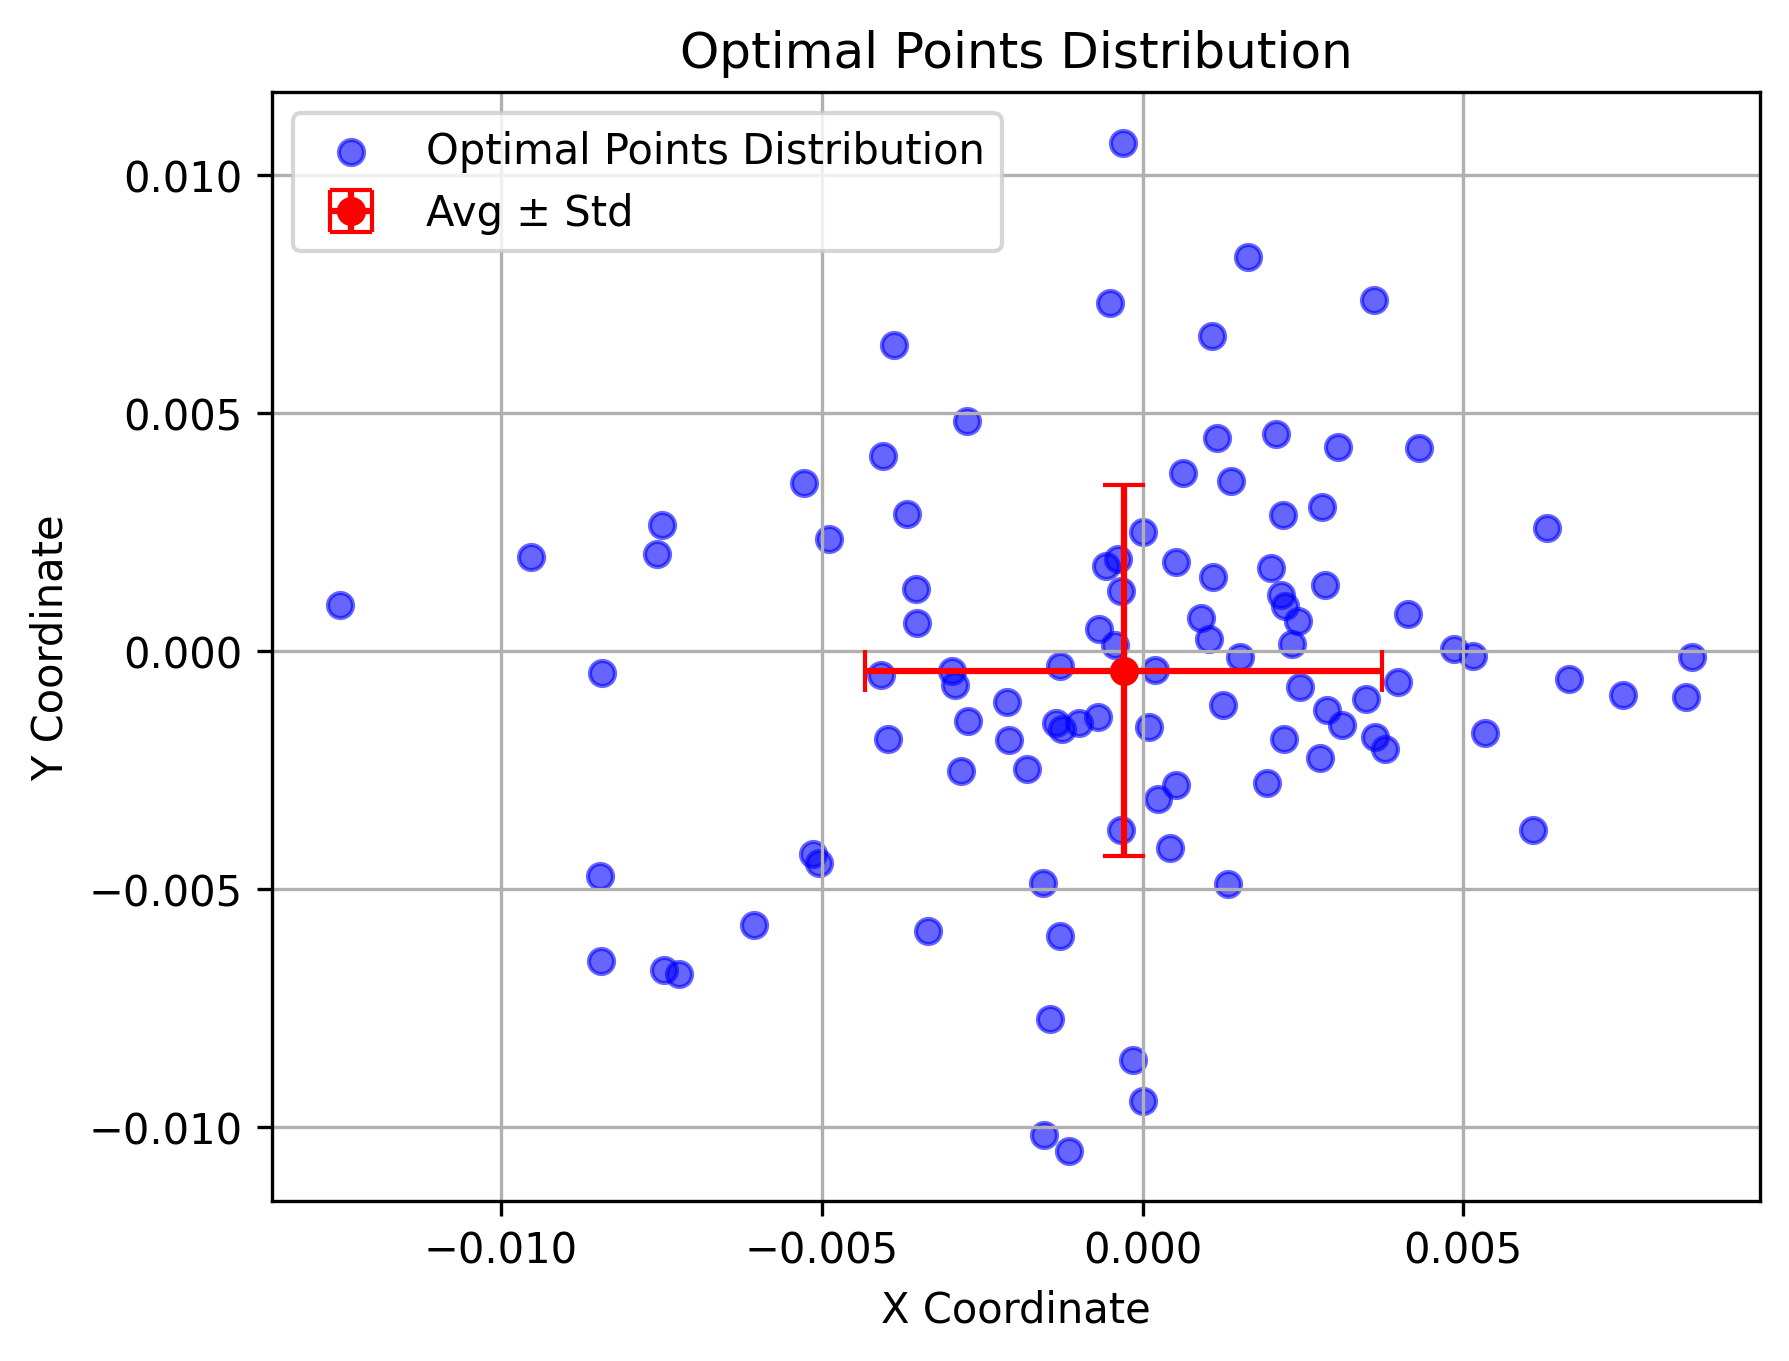 Optimal Points Distribution
Optimal Points Distribution
Avg ± Std
0.010
0.005
0.000
−0.005
−0.010
Y Coordinate
−0.010 −0.005 0.000 0.005
X Coordinate